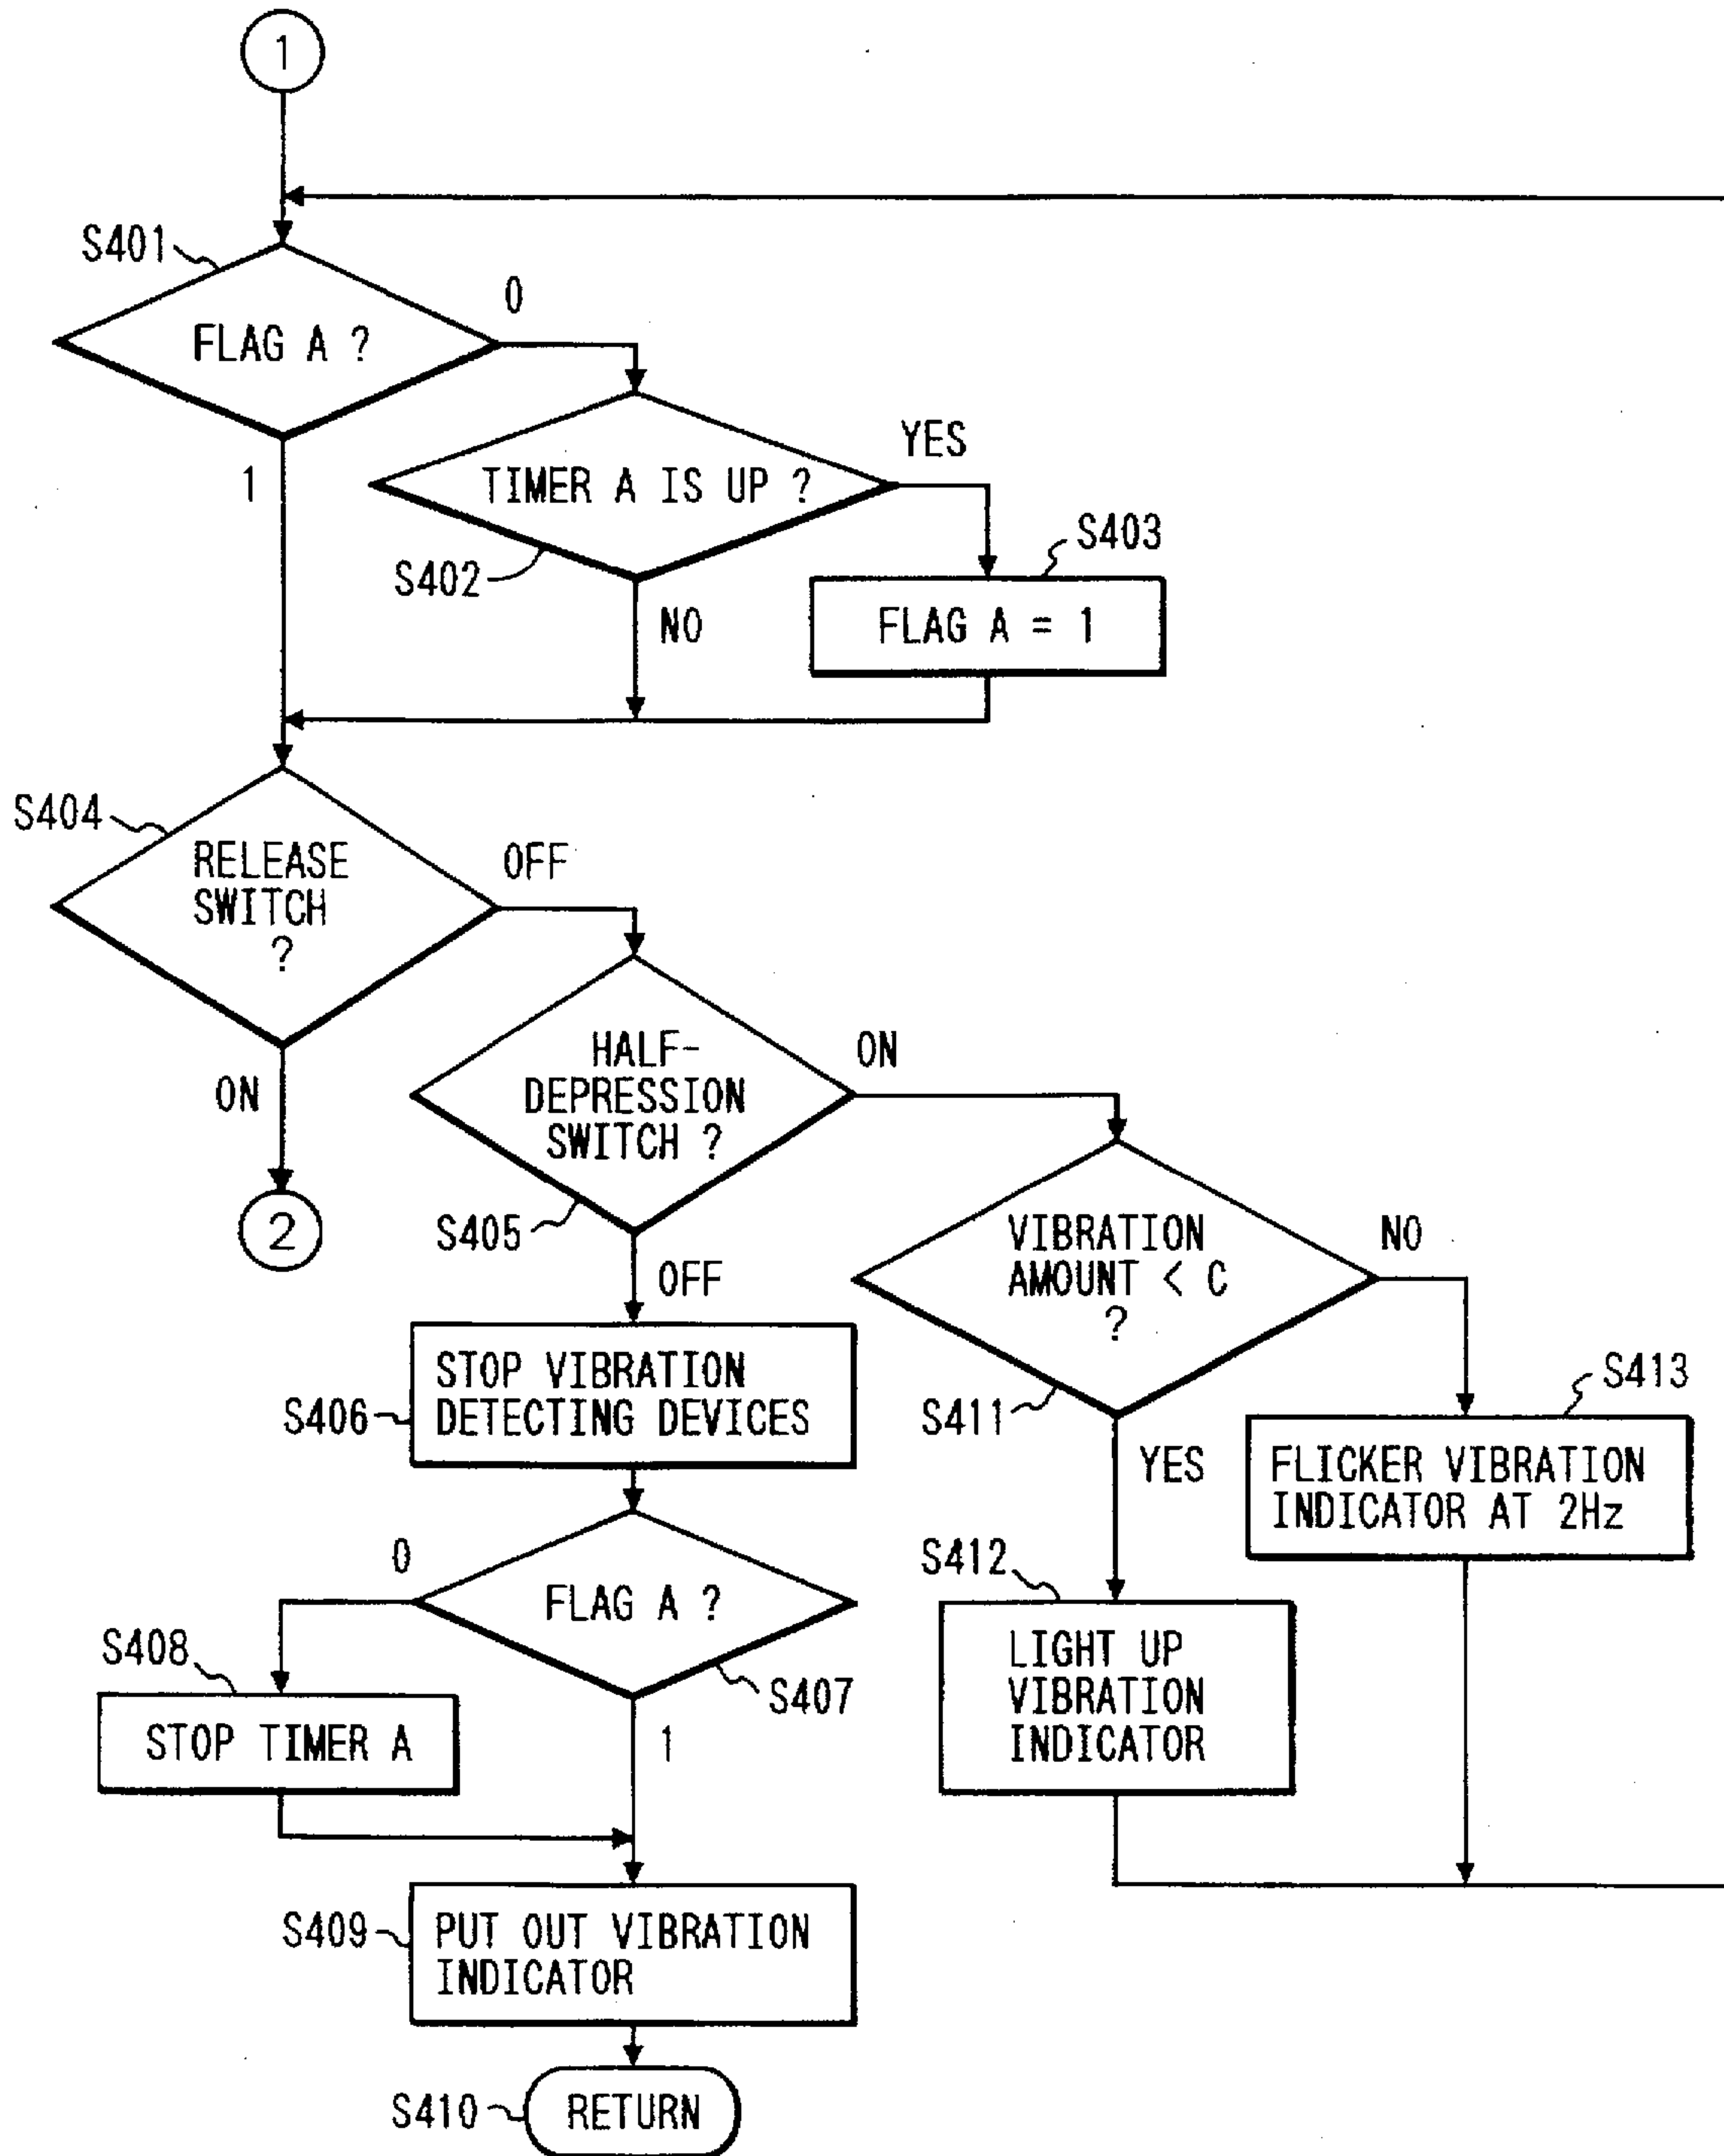 1
S401
FLAG A ?
0
1
TIMER A IS UP ?
YES
S402
NO
S403
FLAG A = 1
S404
RELEASE
SWITCH
?
OFF
ON
2
HALF-
DEPRESSION
SWITCH ?
ON
S405
OFF
VIBRATION
AMOUNT < C
?
NO
S411
YES
S413
FLICKER VIBRATION
INDICATOR AT 2Hz
S406
STOP VIBRATION
DETECTING DEVICES
S412
LIGHT UP
VIBRATION
INDICATOR
0
FLAG A ?
S407
S408
STOP TIMER A
1
S409
PUT OUT VIBRATION
INDICATOR
S410
RETURN